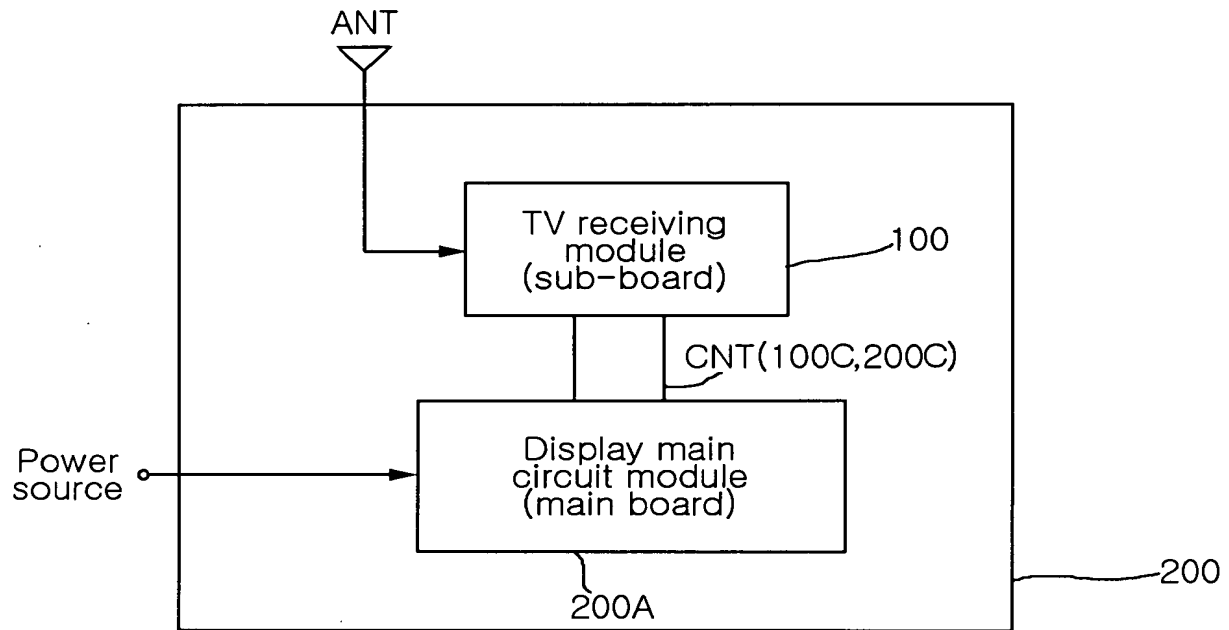 ANT
TV receiving
module
(sub-board)
100
CNT(100C,200C)
Display main
circuit module
(main board)
Power
source
200A
200